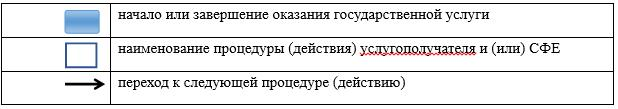 начало или завершение оказания государственной услуги
наименование процедуры (действия) услугополучателя и (или) СФЕ
переход к следующей процедуре (действию)